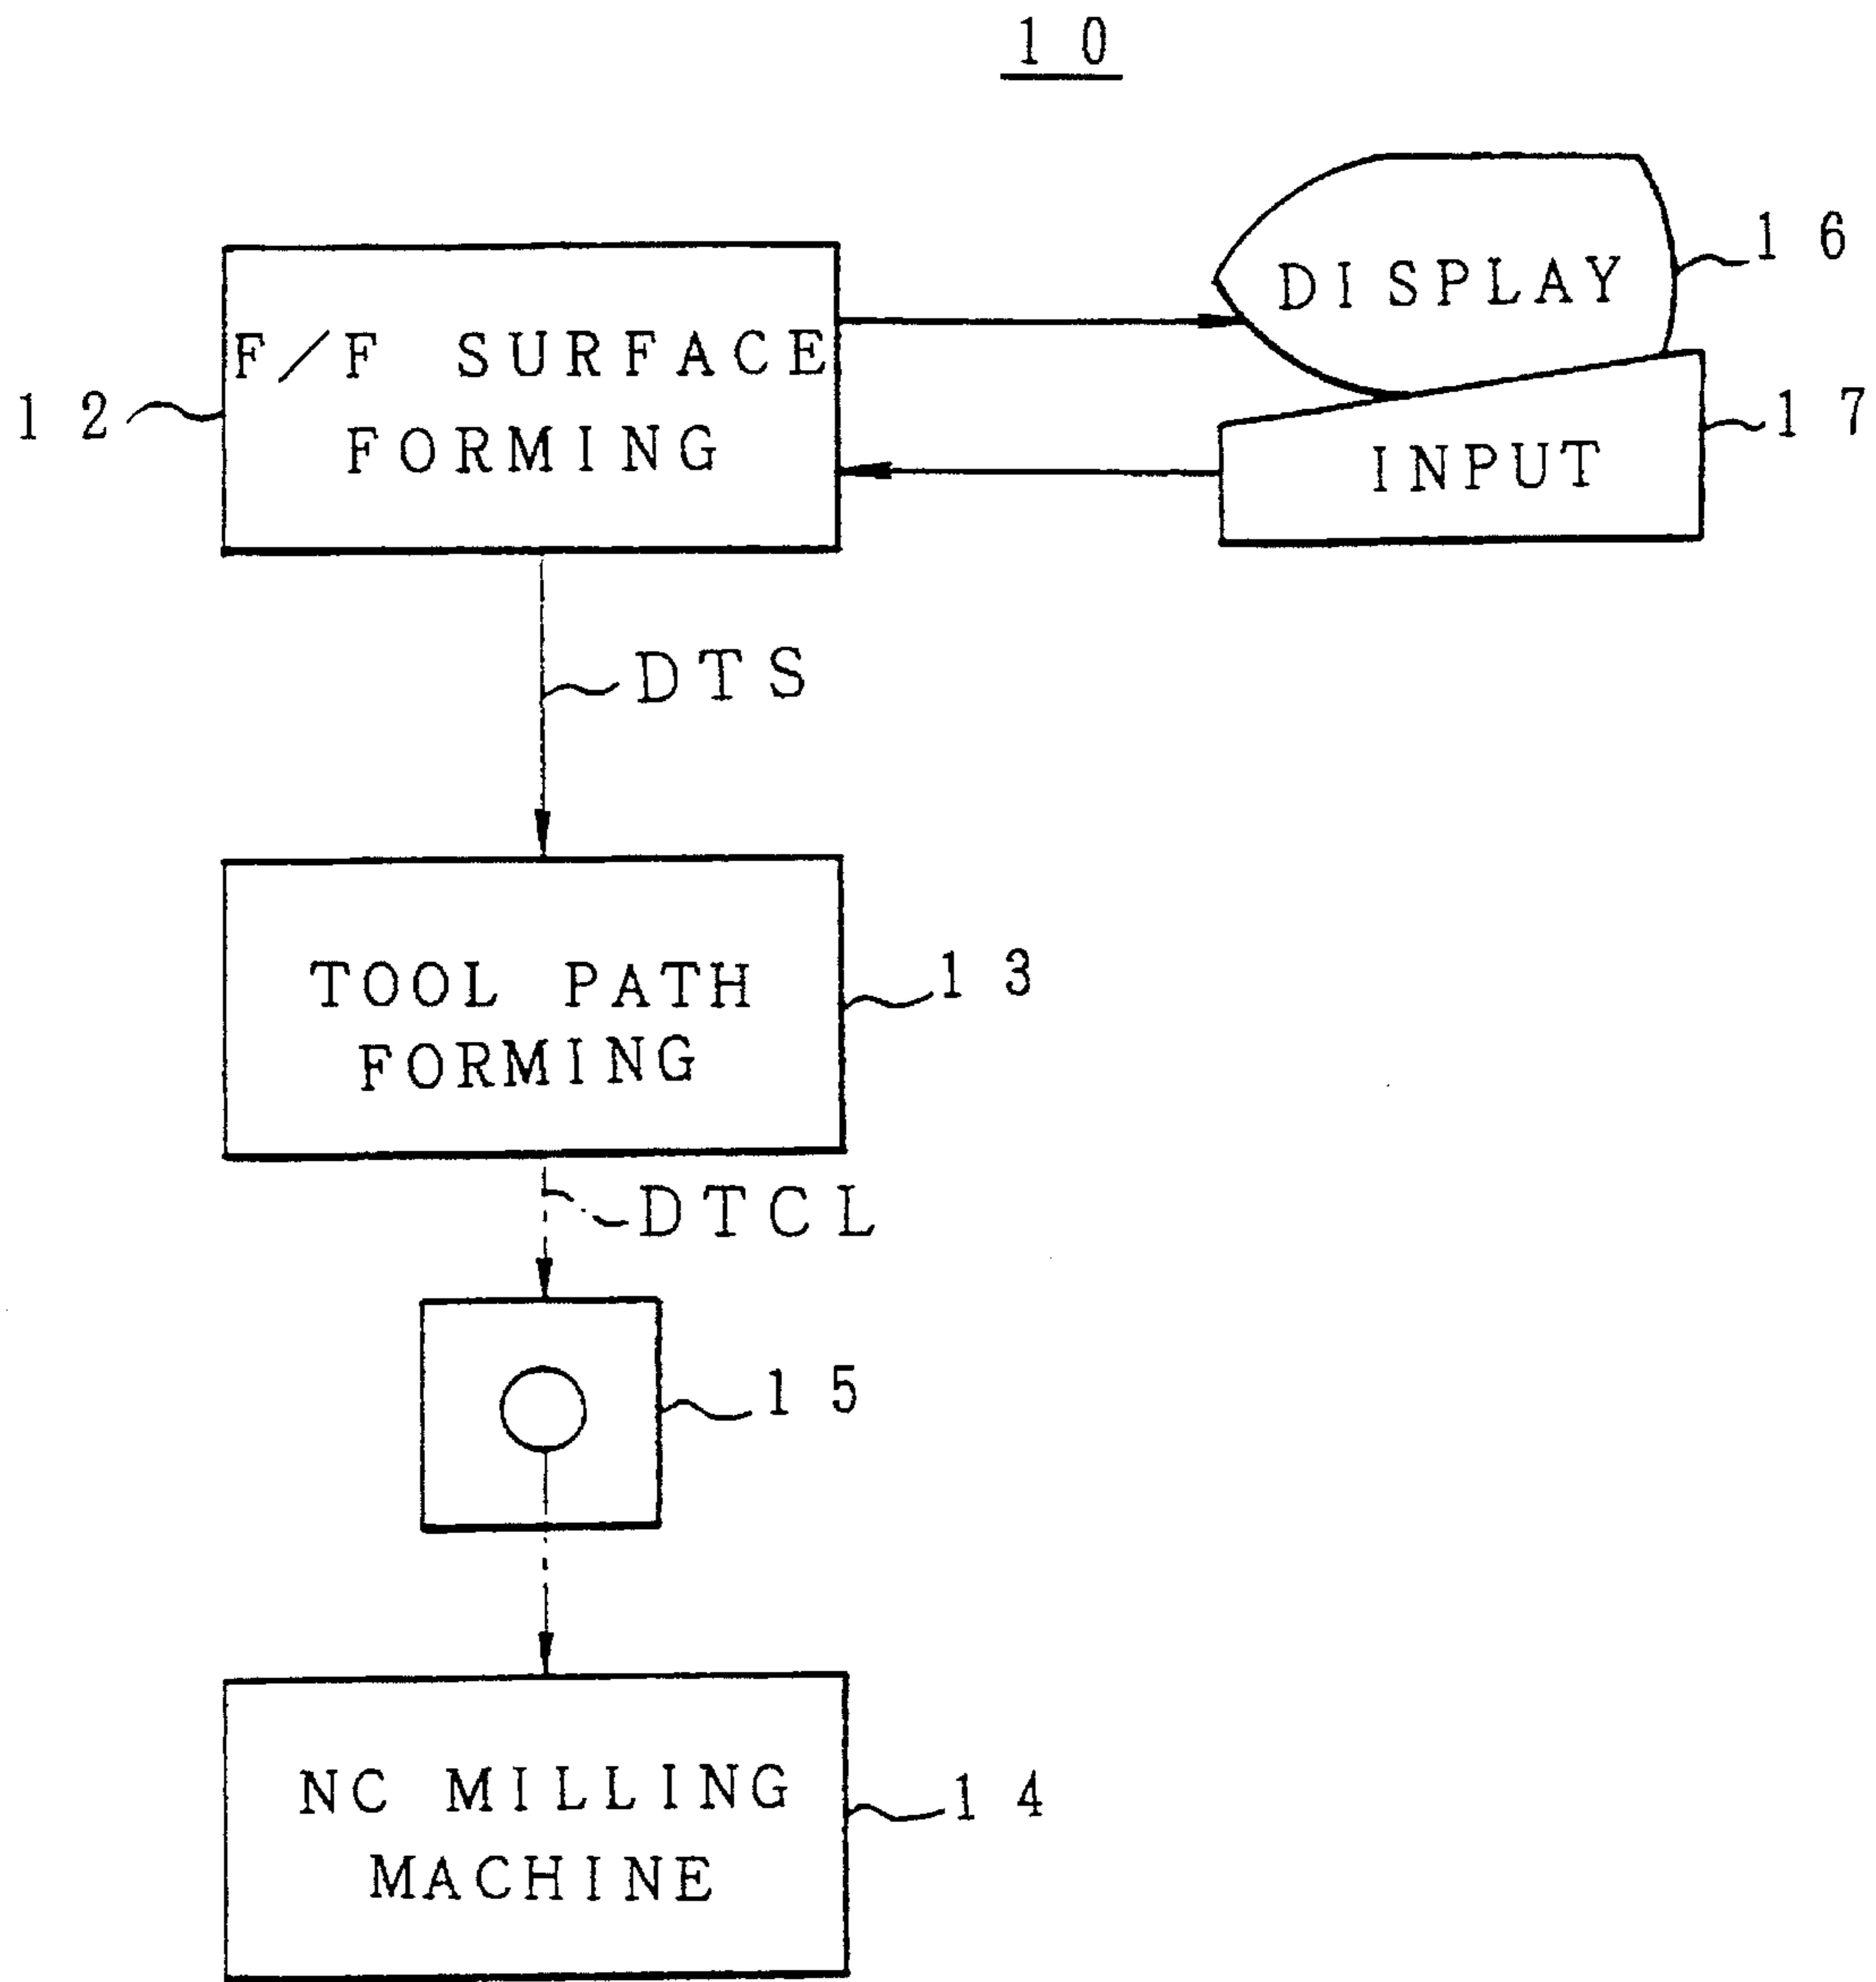 10
DISPLAY
16
F/F SURFACE
FORMING
12
INPUT
17
DTS
TOOL PATH
FORMING
13
DTCL
15
NC MILLING
MACHINE
14